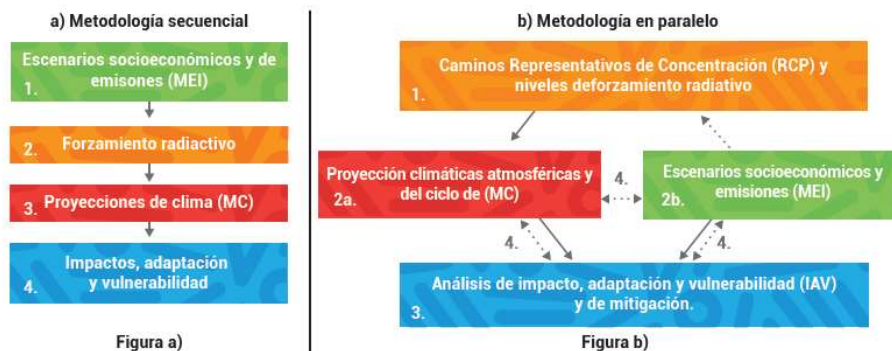 a) Metodología secuencial
Escenarios socioeconómicos y de
emisones (MEI)
1.
2.
Forzamiento radiactivo
3.
Proyecciones de clima (MC)
Impactos, adaptación
y vulnerabilidad
4.
Figura a)
b) Metodología en paralelo
Caminos Representativos de Concentración (RCP) y
niveles deforzamiento radiativo
1.
Proyección climáticas atmosféricas y
del ciclo de (MC)
2a.
4.
Escenarios socioeconómicos y
emisiones (MEI)
2b.
4.
4.
Análisis de impacto, adaptación y vulnerabilidad (IAV)
y de mitigación.
3.
Figura b)